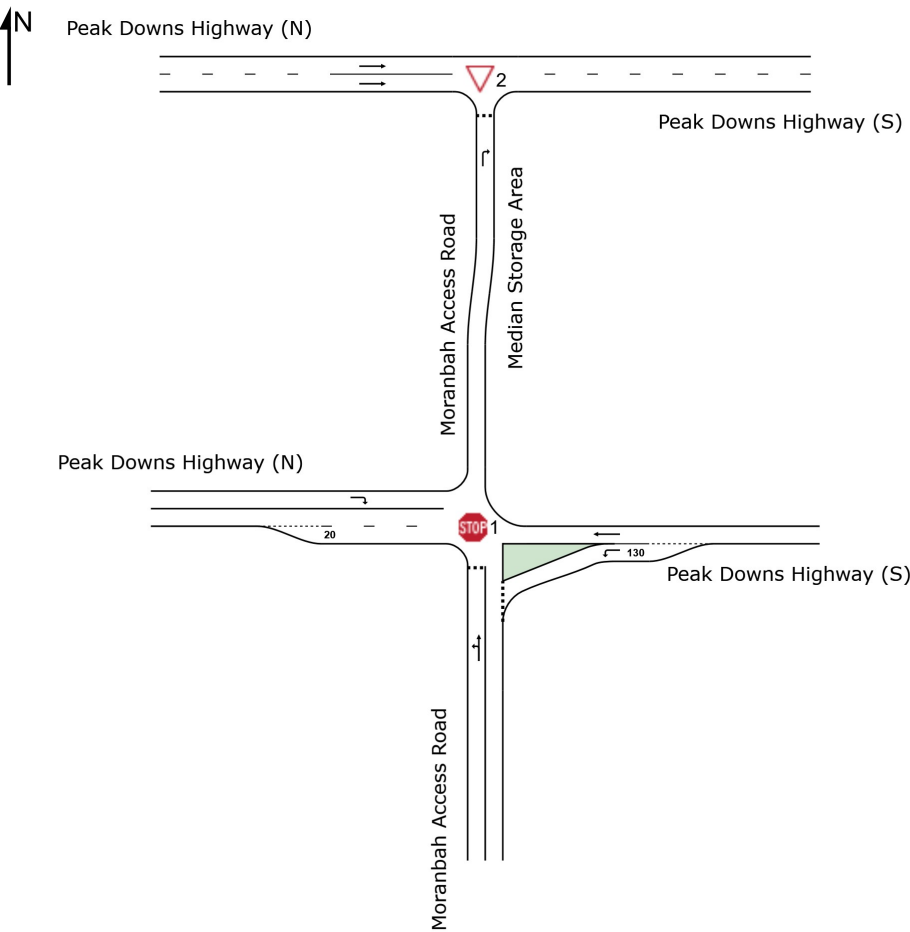 N
Peak Downs Highway (N)
2
Peak Downs Highway (S)
Moranbah Access Road
Median Storage Area
Peak Downs Highway (N)
STOP
1
20
130
Peak Downs Highway (S)
Moranbah Access Road